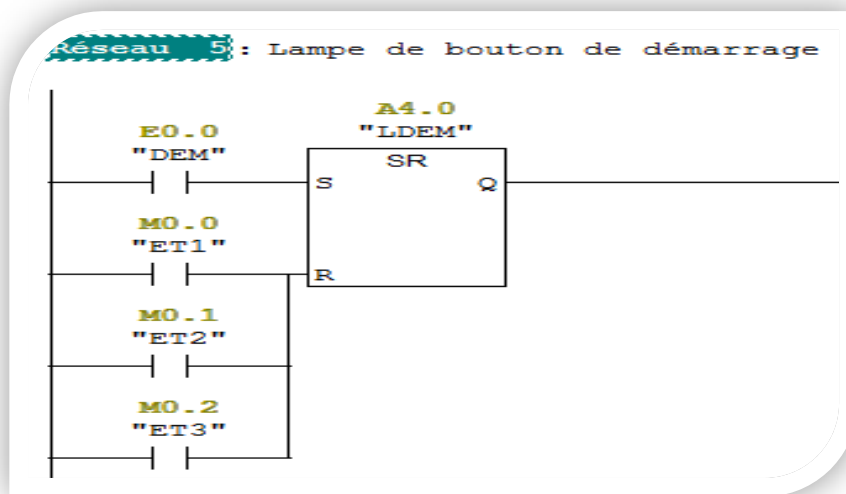 Réseau 5 : Lampe de bouton de démarrage
A4.0
"LDEM"
E0.0
"DEM"
SR
S Q
M0.0
"ET1"
R
M0.1
"ET2"
M0.2
"ET3"